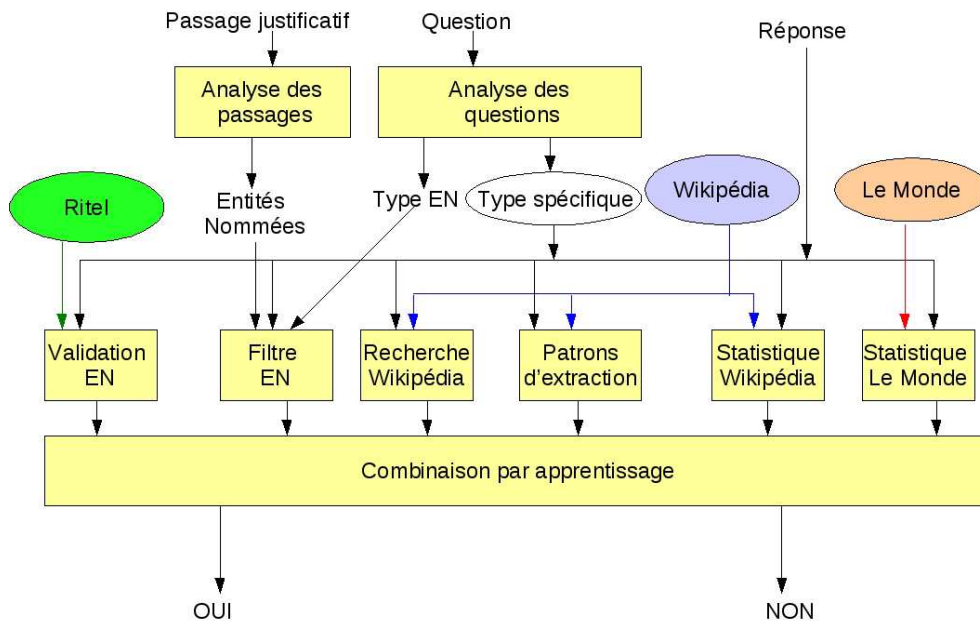 Passage justificatif
Question
Réponse
Analyse des
passages
Analyse des
questions
Ritel
Entités
Nommées
Type EN
Type spécifique
Wikipédia
Le Monde
Validation
EN
Filtre
EN
Recherche
Wikipédia
Patrons
d'extraction
Statistique
Wikipédia
Statistique
Le Monde
Combinaison par apprentissage
OUI
NON